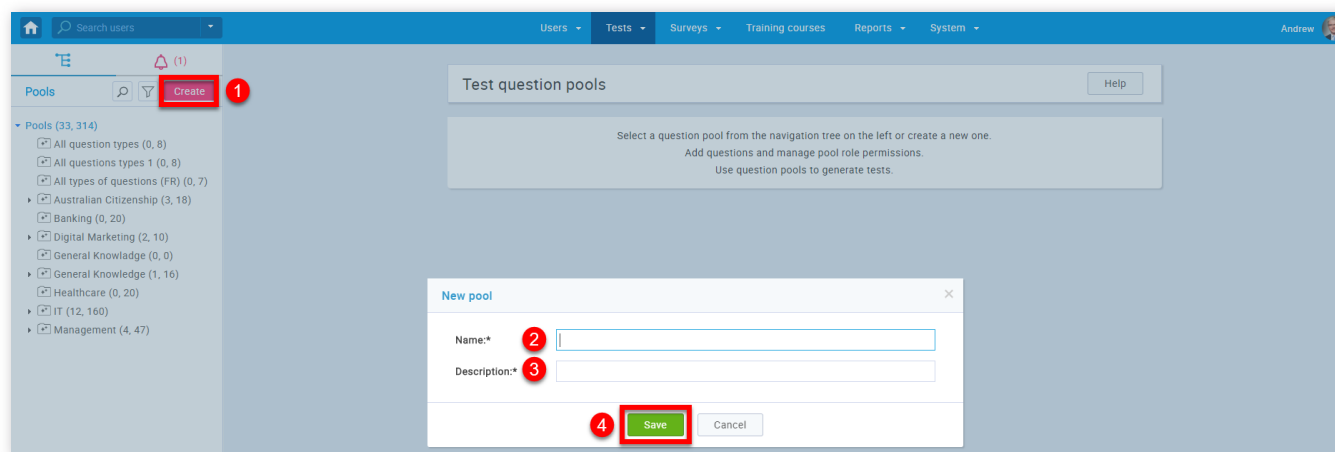 Search users
Users
Tests
Surveys
Training courses
Reports
System
Andrew
(1)
Pools
Create
1
Pools (33, 314)
All question types (0, 8)
All questions types 1 (0, 8)
All types of questions (FR) (0, 7)
Australian Citizenship (3, 18)
Banking (0, 20)
Digital Marketing (2, 10)
General Knowladge (0, 0)
General Knowledge (1, 16)
Healthcare (0, 20)
IT (12, 160)
Management (4, 47)
Test question pools
Help
Select a question pool from the navigation tree on the left or create a new one.
Add questions and manage pool role permissions.
Use question pools to generate tests.
New pool
Name:*
2
Description:*
3
4
Save
Cancel